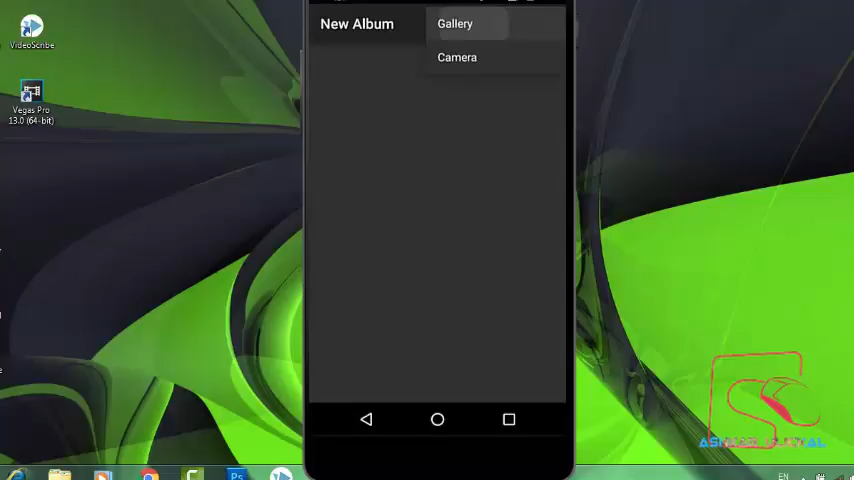 New Album
Gallery
Camera
VideoScribe
Vegas Pro
13.0 (64-bit)
EN